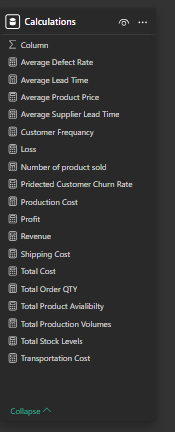 Calculations
Column
Average Defect Rate
Average Lead Time
Average Product Price
Average Supplier Lead Time
Customer Frequancy
Loss
Number of product sold
Pridected Customer Churn Rate
Production Cost
Profit
Revenue
Shipping Cost
Total Cost
Total Order QTY
Total Product Avialibilty
Total Production Volumes
Total Stock Levels
Transportation Cost
Collapse